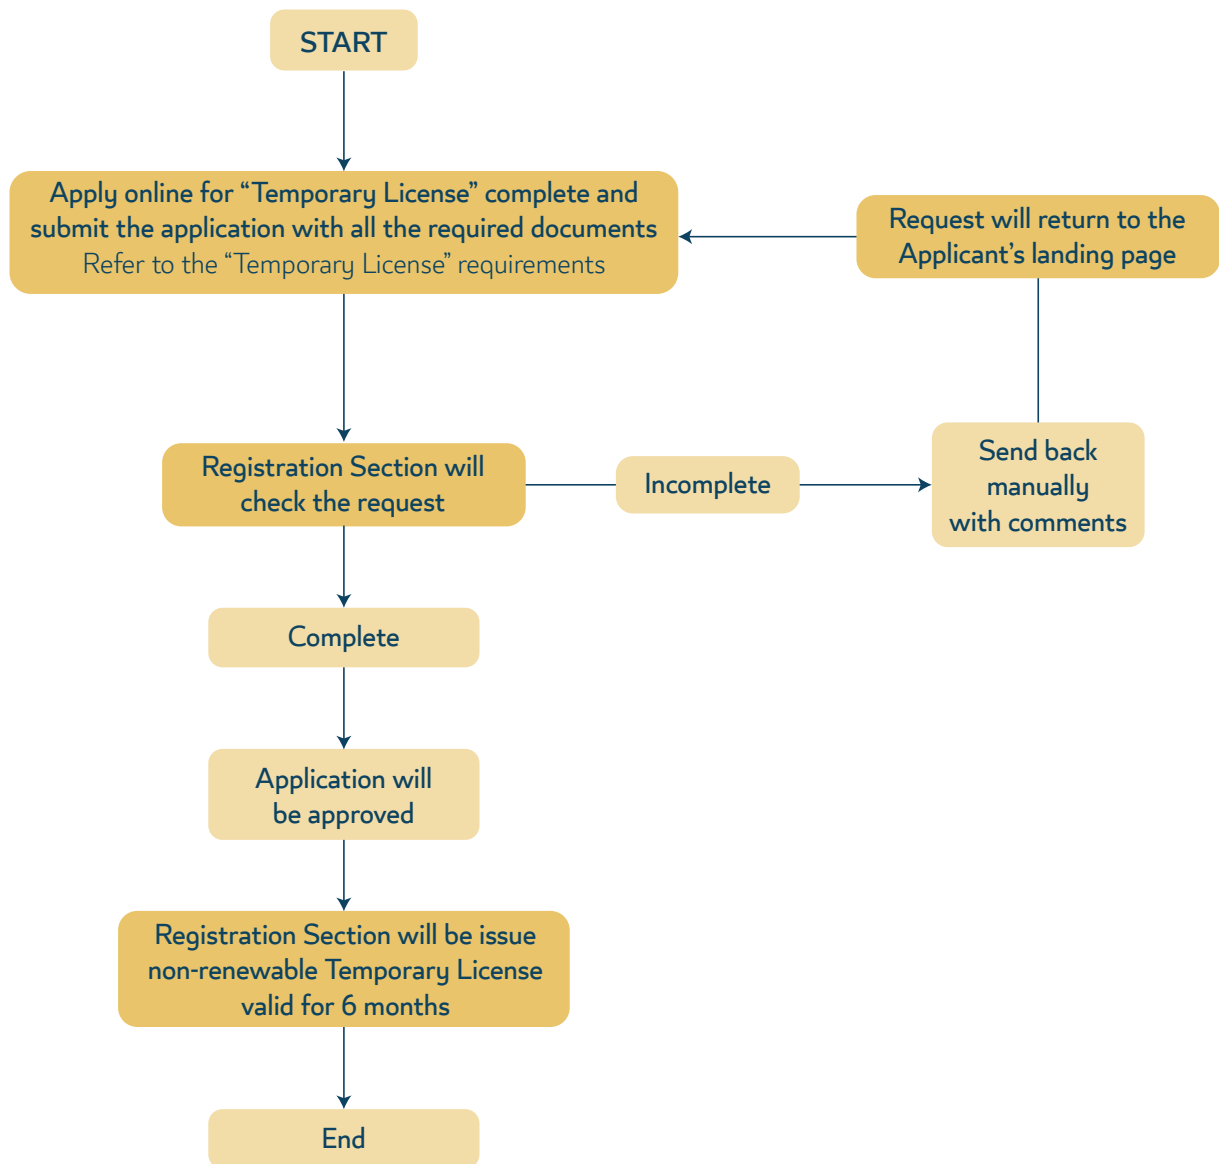 START
Apply online for “Temporary License” complete and
submit the application with all the required documents
Refer to the “Temporary License” requirements
Request will return to the
Applicant’s landing page
Registration Section will
check the request
Incomplete
Send back
manually
with comments
Complete
Application will
be approved
Registration Section will be issue
non-renewable Temporary License
valid for 6 months
End